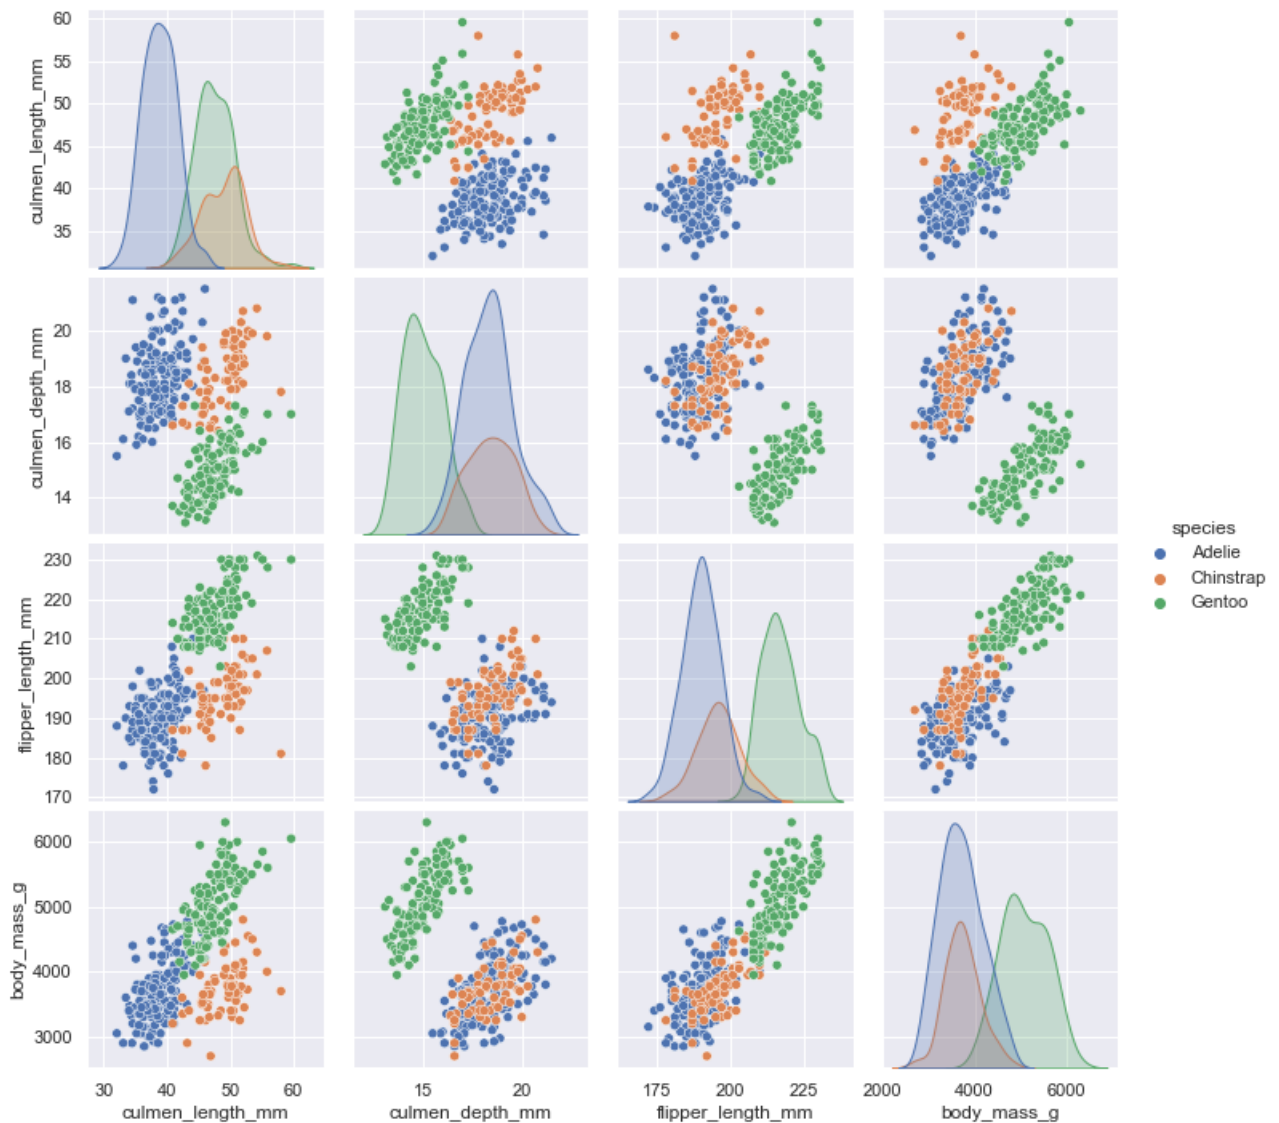 60
55
50
45
40
35
culmen_length_mm
20
18
16
14
culmen_depth_mm
230
220
210
200
190
180
170
flipper_length_mm
6000
5000
4000
3000
body_mass_g
30 40 50 60
culmen_length_mm
15 20
culmen_depth_mm
175 200 225
flipper_length_mm
2000 4000 6000
body_mass_g
species
Adelie
Chinstrap
Gentoo